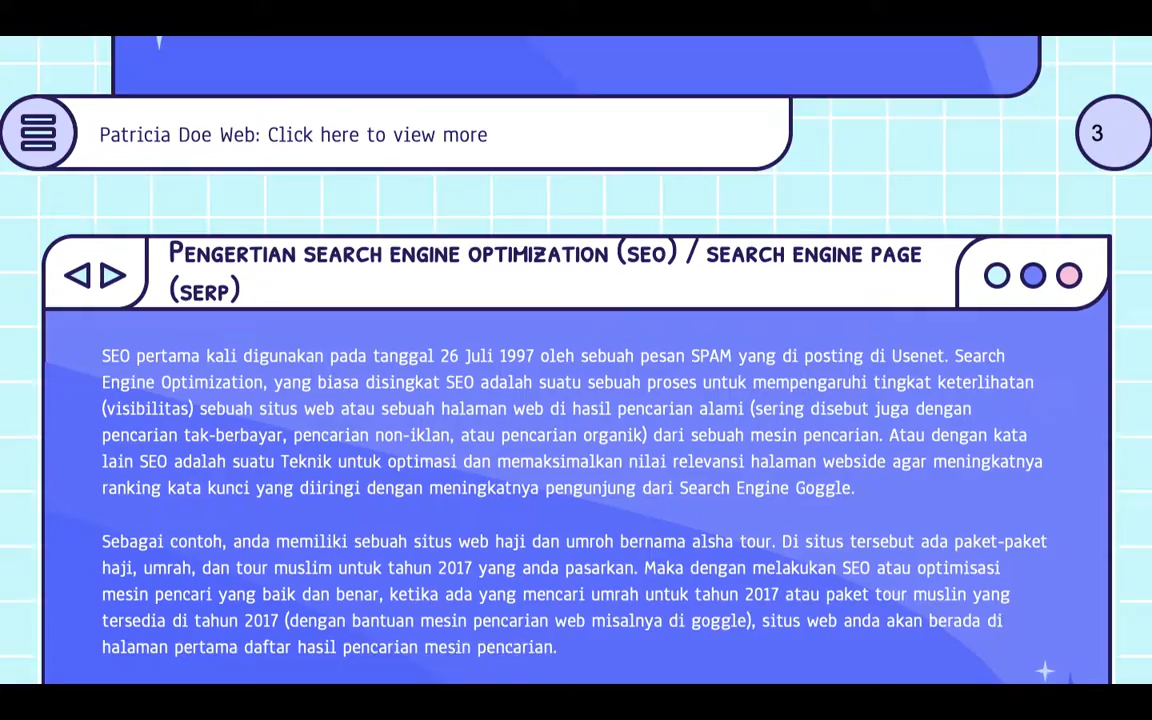 Patricia Doe Web: Click here to view more
3
PENGERTIAN SEARCH ENGINE OPTIMIZATION (SEO) / SEARCH ENGINE PAGE
(SERP)
SEO pertama kali digunakan pada tanggal 26 Juli 1997 oleh sebuah pesan SPAM yang di posting di Usenet. Search
Engine Optimization, yang biasa disingkat SEO adalah suatu sebuah proses untuk mempengaruhi tingkat keterlihatan
(visibilitas) sebuah situs web atau sebuah halaman web di hasil pencarian alami (sering disebut juga dengan
pencarian tak-berbayar, pencarian non-iklan, atau pencarian organik) dari sebuah mesin pencarian. Atau dengan kata
lain SEO adalah suatu Teknik untuk optimasi dan memaksimalkan nilai relevansi halaman webside agar meningkatnya
ranking kata kunci yang diiringi dengan meningkatnya pengunjung dari Search Engine Goggle.
Sebagai contoh, anda memiliki sebuah situs web haji dan umroh bernama alsha tour. Di situs tersebut ada paket-paket
haji, umrah, dan tour muslim untuk tahun 2017 yang anda pasarkan. Maka dengan melakukan SEO atau optimisasi
mesin pencari yang baik dan benar, ketika ada yang mencari umrah untuk tahun 2017 atau paket tour muslin yang
tersedia di tahun 2017 (dengan bantuan mesin pencarian web misalnya di goggle), situs web anda akan berada di
halaman pertama daftar hasil pencarian mesin pencarian.